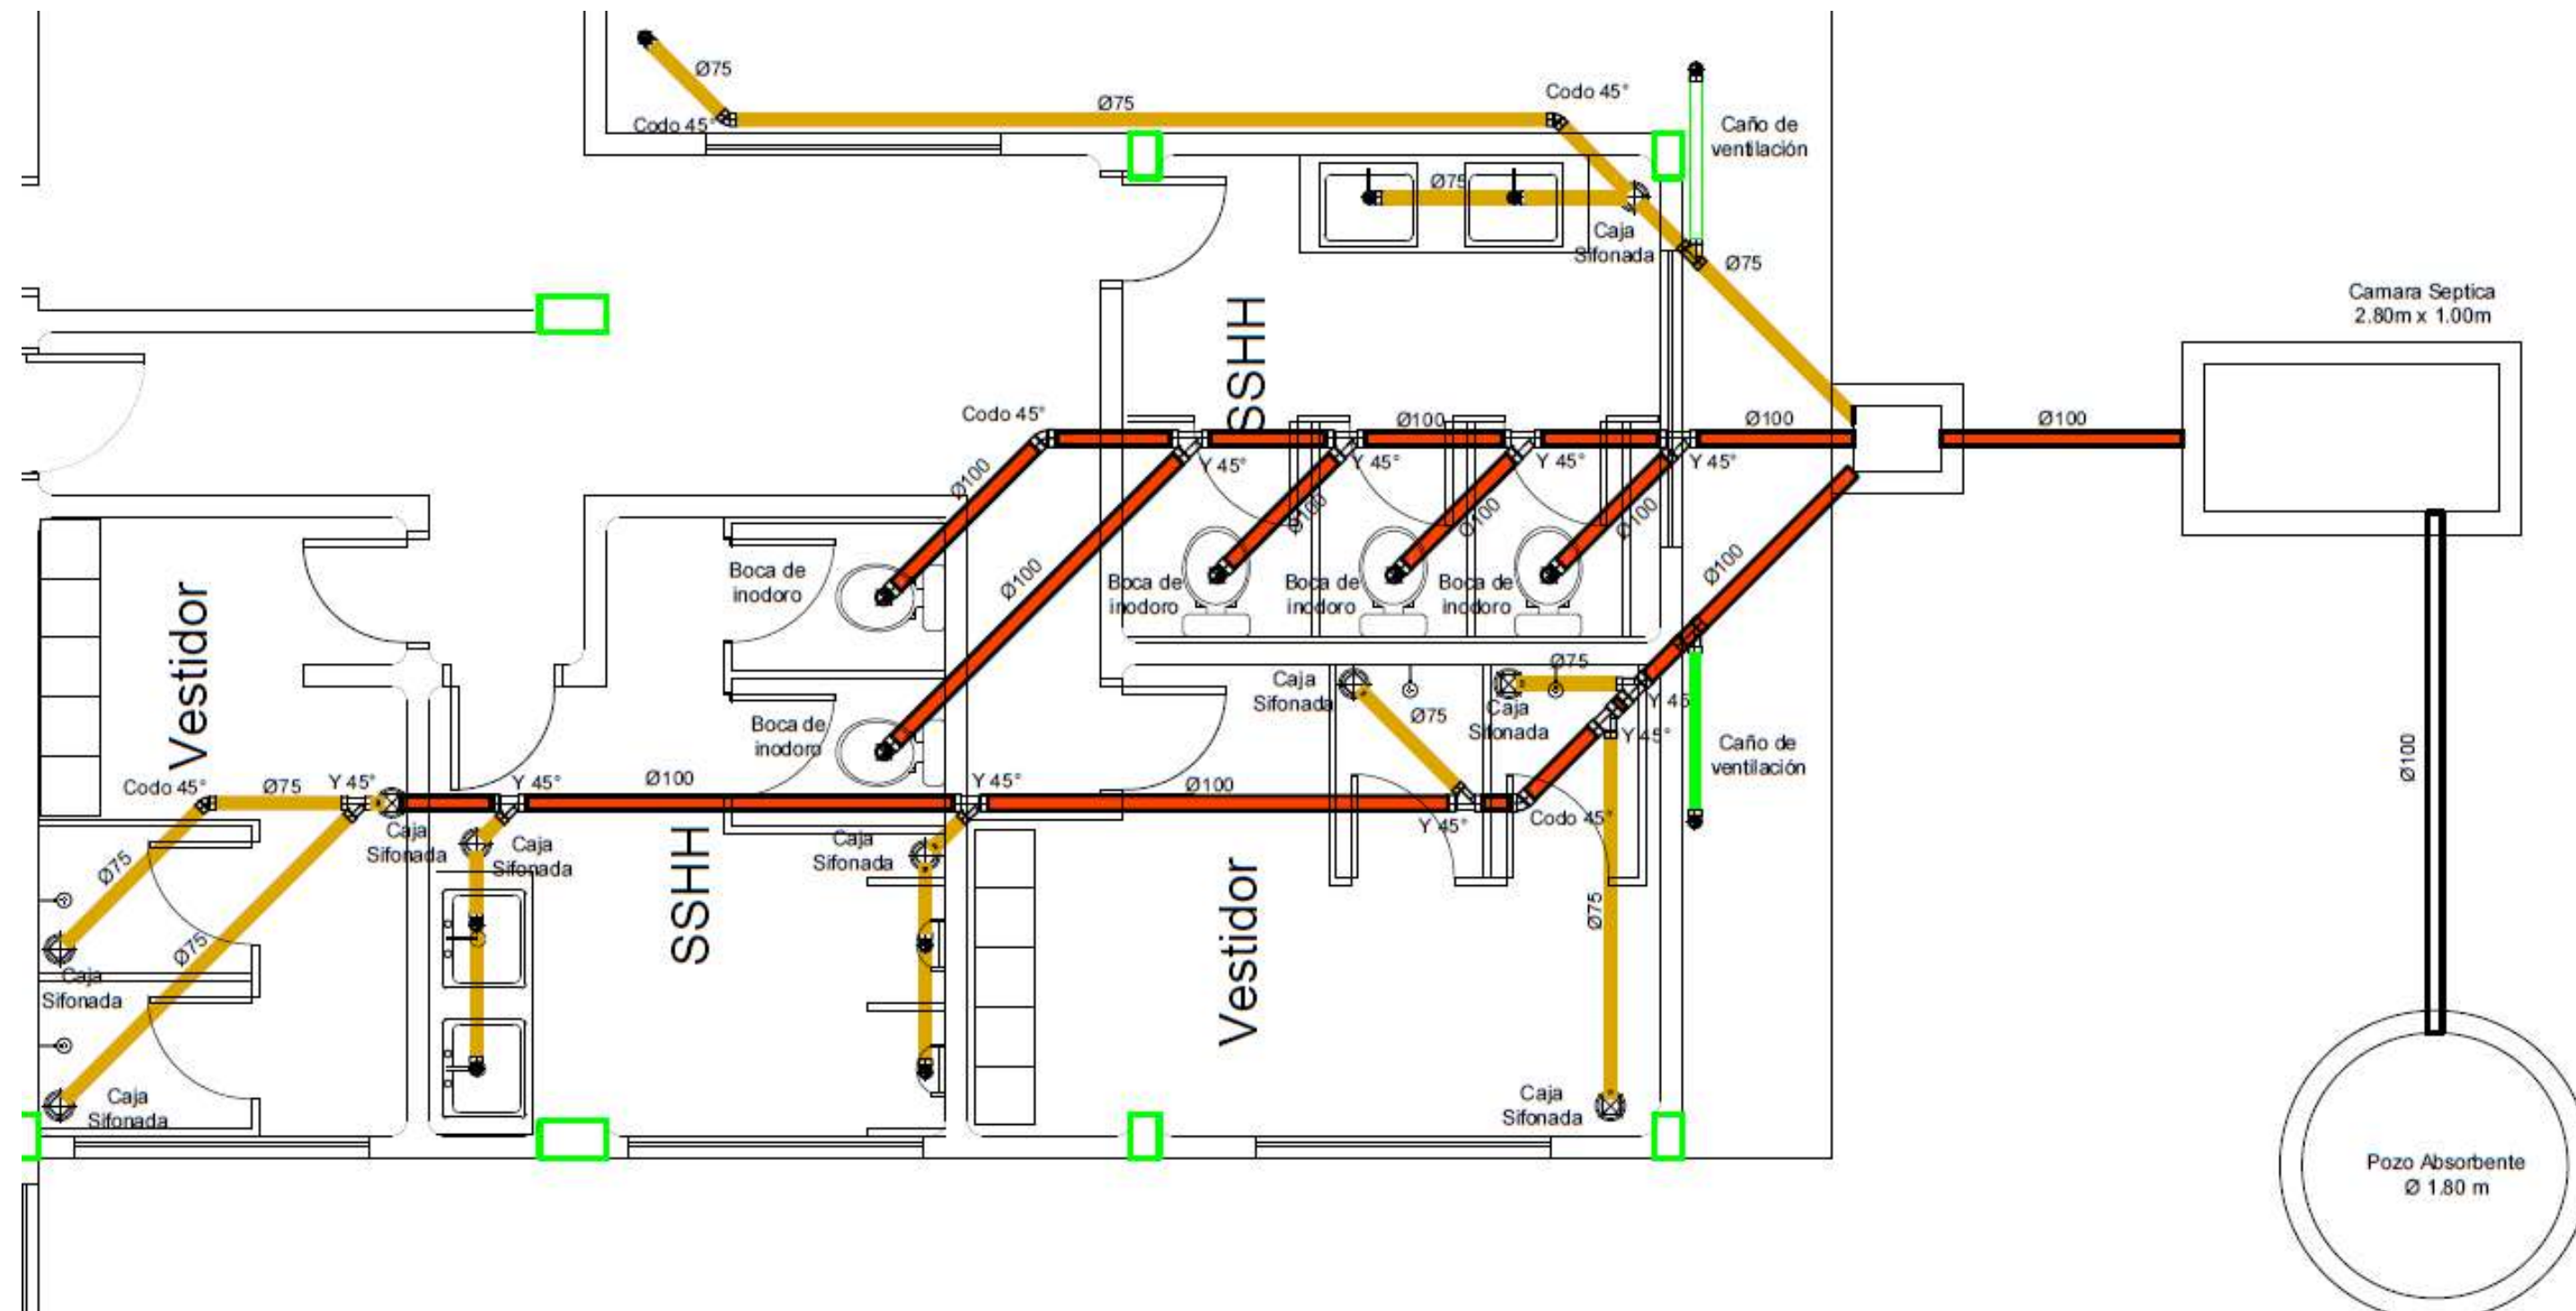 Ø75
Codo 45°
Ø75
Codo 45°
Caño de
ventilación
Ø75
Caja
Sifonada
Ø75
Camara Septica
2.80m x 1.00m
SSHH
Codo 45°
Ø100
Ø100
Ø100
Ø100
Y 45°
Y 45°
Y 45°
Y 45°
Ø100
Ø100
Ø100
Ø100
Ø100
Boca de
inodoro
Boca de
inodoro
Boca de
inodoro
Boca de
inodoro
Vestidor
Ø75
Caja
Sifonada
Ø75
Caja
Sifonada
Y 45
Y 45°
Boca de
inodoro
Caño de
ventilación
Ø100
Codo 45°
Ø75
Y 45°
Y 45°
Ø100
Y 45°
Ø100
Y 45°
Codo 45°
Caja
Sifonada
Caja
Sifonada
Caja
Sifonada
Ø75
SSHH
Vestidor
Ø75
Ø75
Caja
Sifonada
Caja
Sifonada
Caja
Sifonada
Pozo Absorbente
Ø 1.80 m